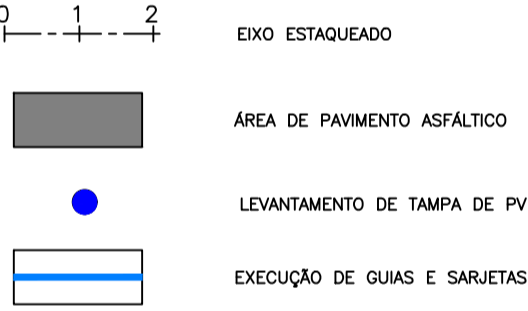 0 1 2
EIXO ESTAQUEADO
ÁREA DE PAVIMENTO ASFÁLTICO
LEVANTAMENTO DE TAMPA DE PV
EXECUÇÃO DE GUIAS E SARJETAS